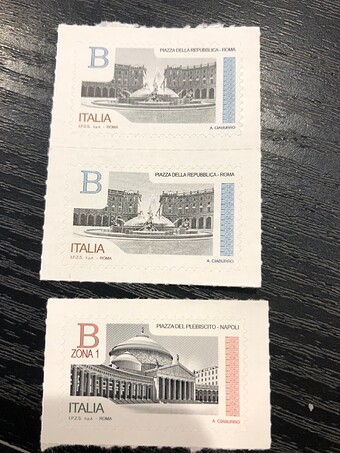 B
PIAZZA DELLA REPUBBLICA - ROMA
ITALIA
I.P.Z.S. S.p.A. - ROMA
A. CIABURRO
B
PIAZZA DELLA REPUBBLICA - ROMA
ITALIA
I.P.Z.S. S.p.A. - ROMA
A. CIABURRO
B
ZONA 1
PIAZZA DEL PLEBISCITO - NAPOLI
ITALIA
I.P.Z.S. S.p.A. - ROMA
A. CIABURRO